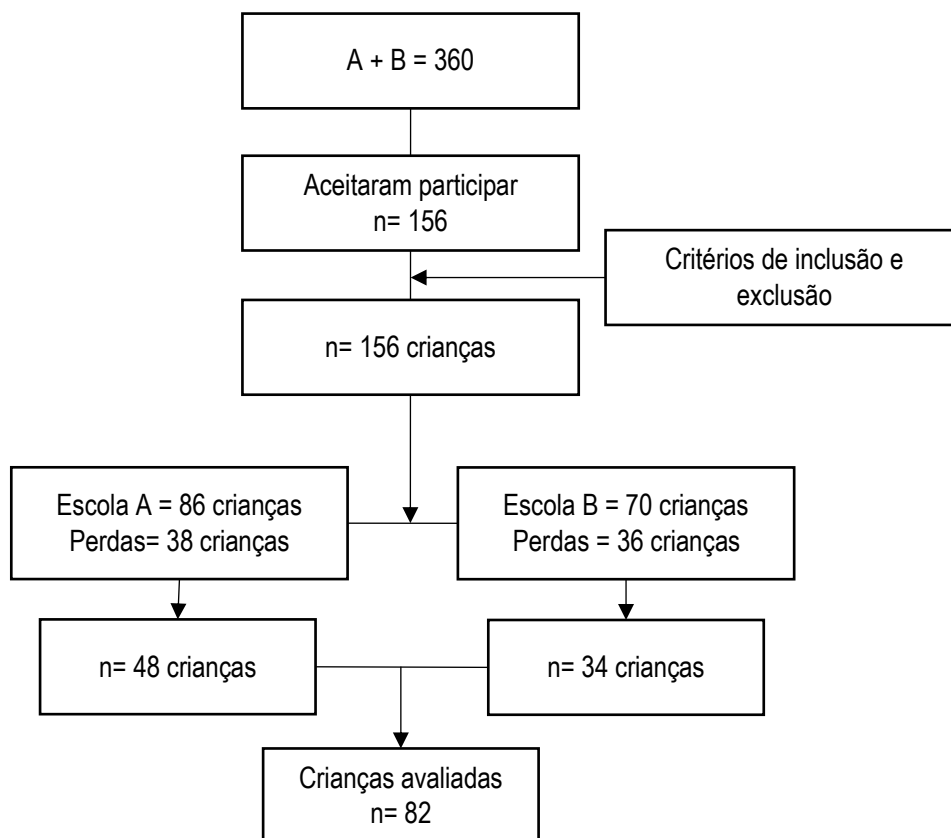 A + B = 360
Aceitaram participar
n= 156
Critérios de inclusão e
exclusão
n= 156 crianças
Escola A = 86 crianças
Perdas= 38 crianças
Escola B = 70 crianças
Perdas = 36 crianças
n= 48 crianças
n= 34 crianças
Crianças avaliadas
n= 82